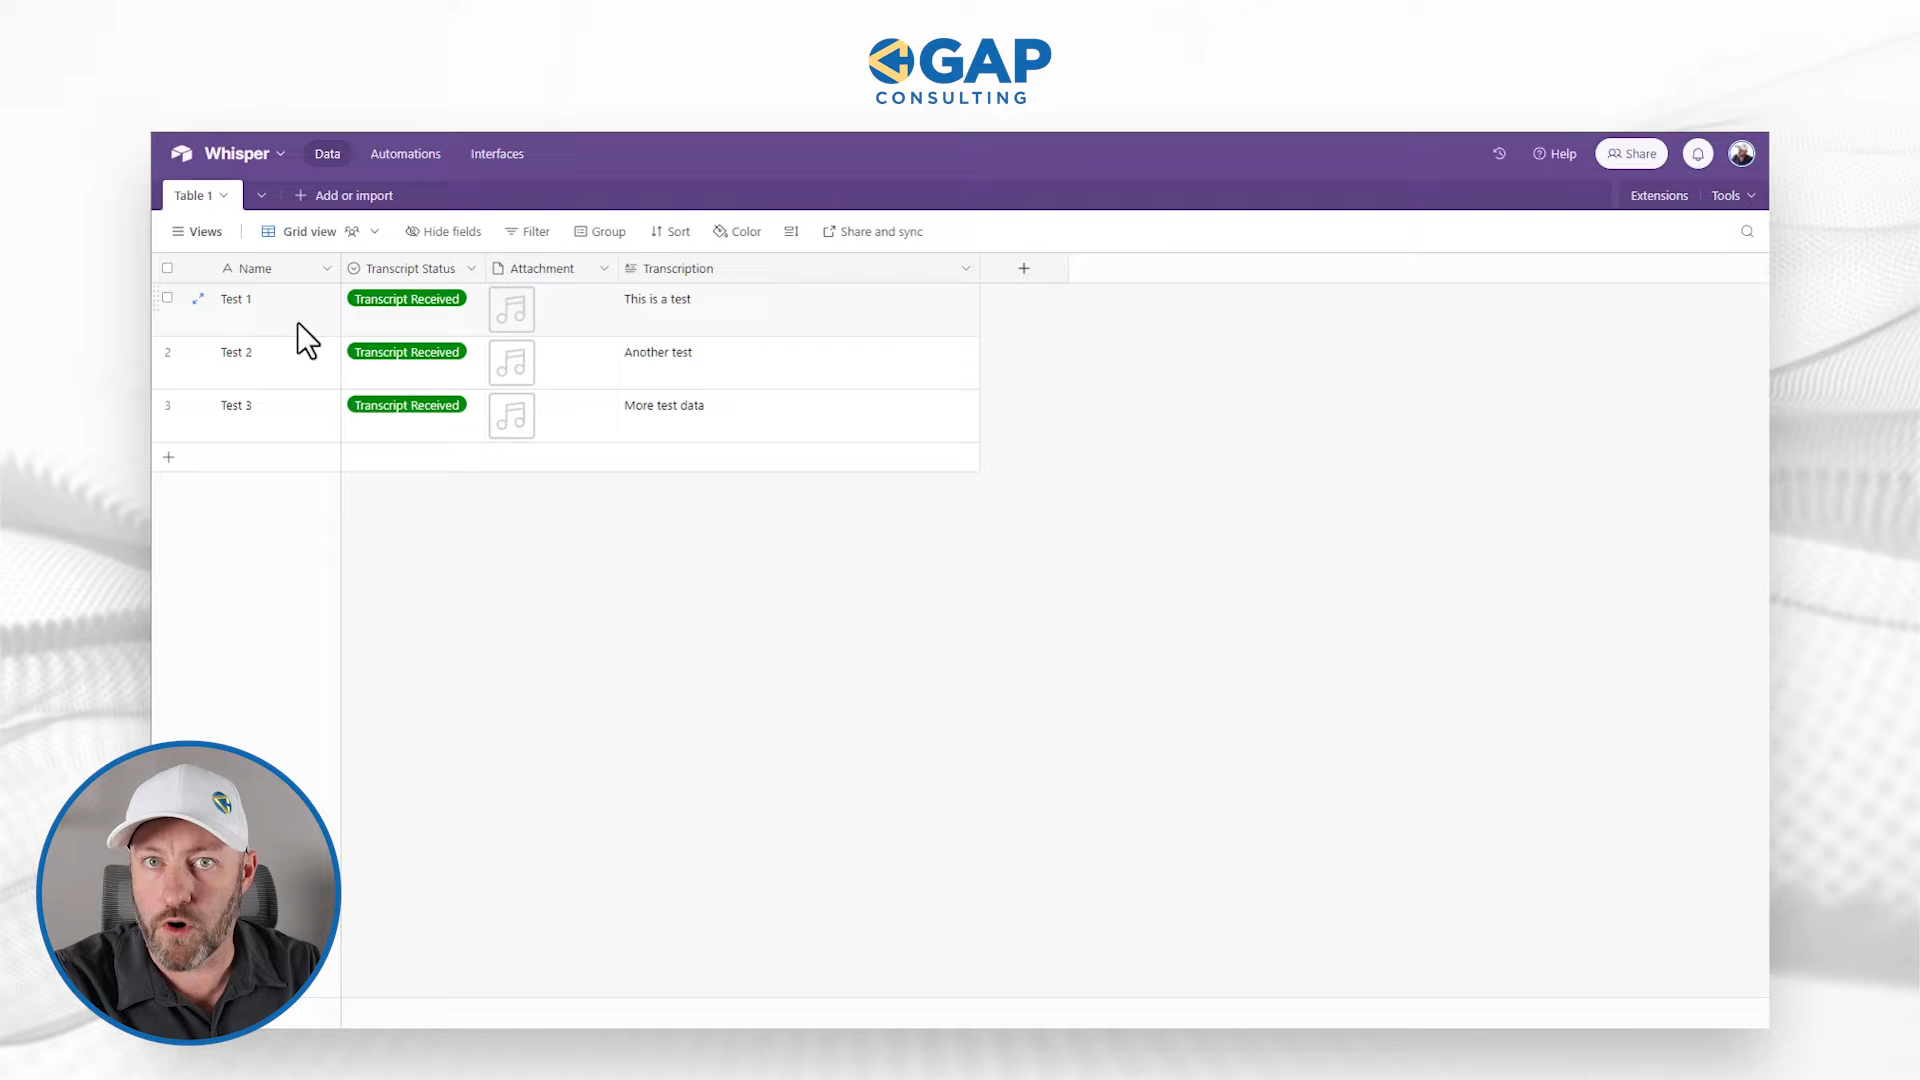 GAP
CONSULTING
Whisper Data Automations Interfaces Help Share
Table 1 Add or import Extensions Tools
Views Grid view Hide fields Filter Group Sort Color Share and sync
Name Transcript Status Attachment Transcription
Test 1 Transcript Received This is a test
2 Test 2 Transcript Received Another test
3 Test 3 Transcript Received More test data